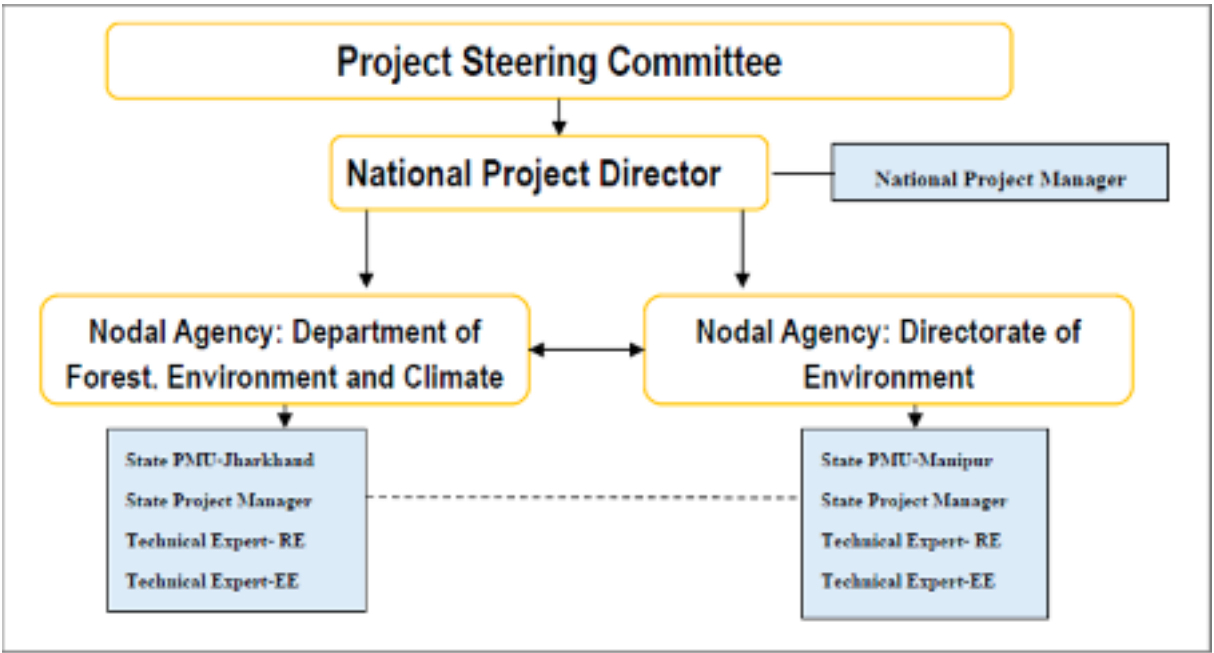 Project Steering Committee
National Project Director
National Project Manager
Nodal Agency: Department of
Forest. Environment and Climate
Nodal Agency: Directorate of
Environment
State PMU-Jharkhand
State Project Manager
Technical Expert- RE
Technical Expert-EE
State PMU-Manipur
State Project Manager
Technical Expert- RE
Technical Expert-EE